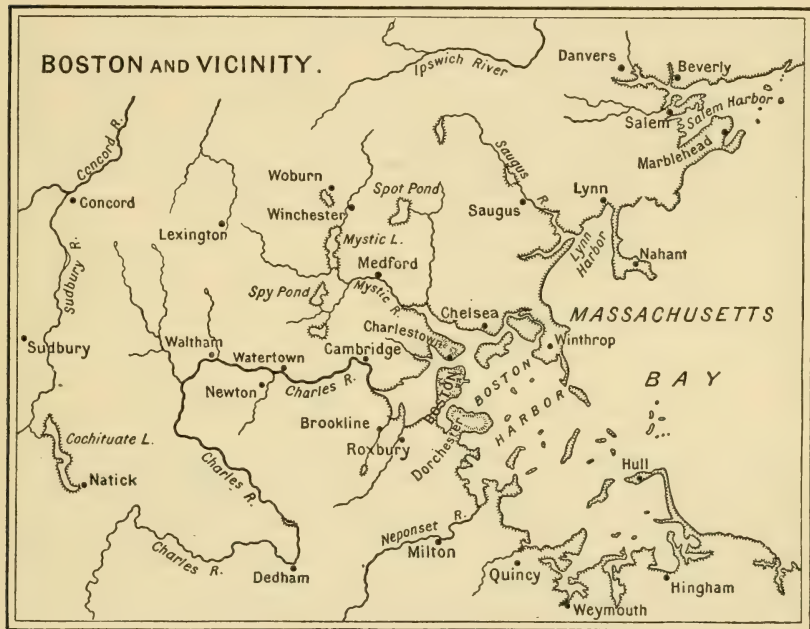 BOSTON AND VICINITY.
Ipswich River
Danvers
Beverly
Salem
Salem Harbor
Marblehead
Concord R.
Concord
Woburn
Winchester
Spot Pond
Saugus R.
Saugus
Lynn
Lynn Harbor
Nahant
Lexington
Mystic L.
Medford
Mystic R.
Spy Pond
Sudbury R.
Sudbury
Chelsea
Charlestown
MASSACHUSETTS
BAY
Winthrop
Waltham
Watertown
Cambridge
Newton
Charles R.
BOSTON
BOSTON HARBOR
Brookline
Roxbury
Dorchester
Cochituate L.
Natick
Charles R.
Hull
Charles R.
Dedham
Neponset R.
Milton
Quincy
Weymouth
Hingham